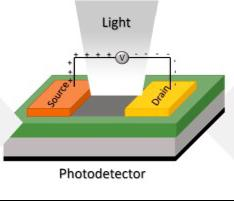 Light
+ + + + + V - - - - -
+
+
+
Source
Drain
Photodetector